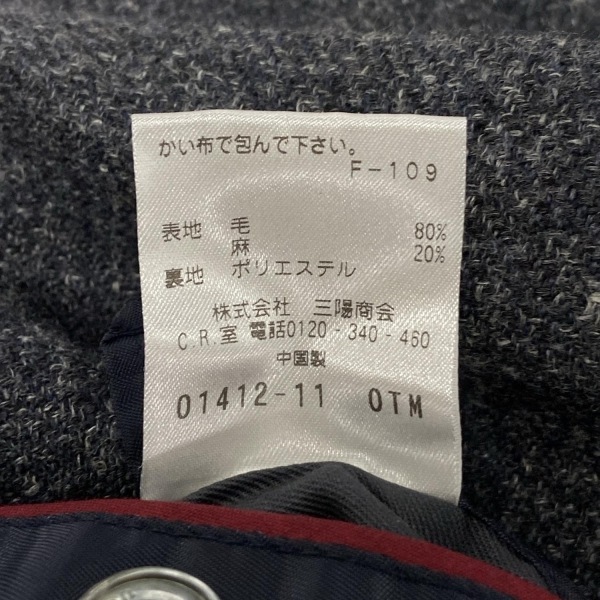 かい布で包んで下さい。
F-109
表地 毛 80%
麻 20%
裏地 ポリエステル
株式会社 三陽商会
C.R.室 電話0120-340-460
中国製
01412-11 OTM